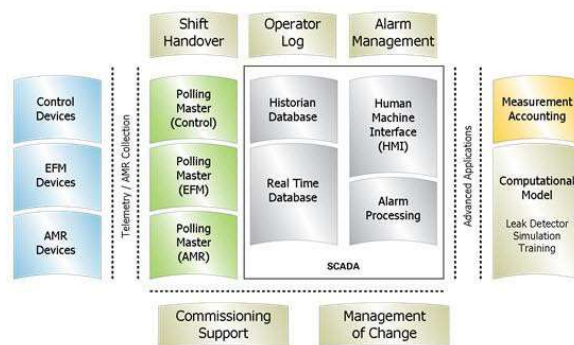 Shift
Handover
Operator
Log
Alarm
Management
Control
Devices
EFM
Devices
AMR
Devices
Telemetry / AMR Collection
Polling
Master
(Control)
Polling
Master
(EFM)
Polling
Master
(AMR)
Historian
Database
Real Time
Database
Human
Machine
Interface
(HMI)
Alarm
Processing
SCADA
Advanced Applications
Measurement
Accounting
Computational
Model
Leak Detector
Simulation
Training
Commissioning
Support
Management
of Change